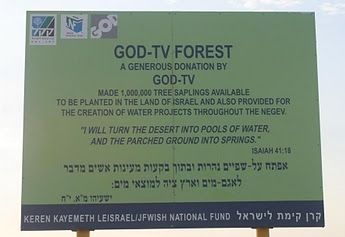 GOD-TV FOREST
A GENEROUS DONATION BY
GOD-TV
MADE 1,000,000 TREE SAPLINGS AVAILABLE
TO BE PLANTED IN THE LAND OF ISRAEL AND ALSO PROVIDED FOR
THE CREATION OF WATER PROJECTS THROUGHOUT THE NEGEV.
"I WILL TURN THE DESERT INTO POOLS OF WATER,
AND THE PARCHED GROUND INTO SPRINGS."
ISAIAH 41:18
אפתח על-שפיים נהרות ובתוך בקעות מעינות אשים מדבר
לאגם-מים וארץ ציה למוצאי מים:
ישעיהו מ"א, י"ח
KEREN KAYEMETH LEISRAEL/JEWISH NATIONAL FUND קרן קימת לישראל